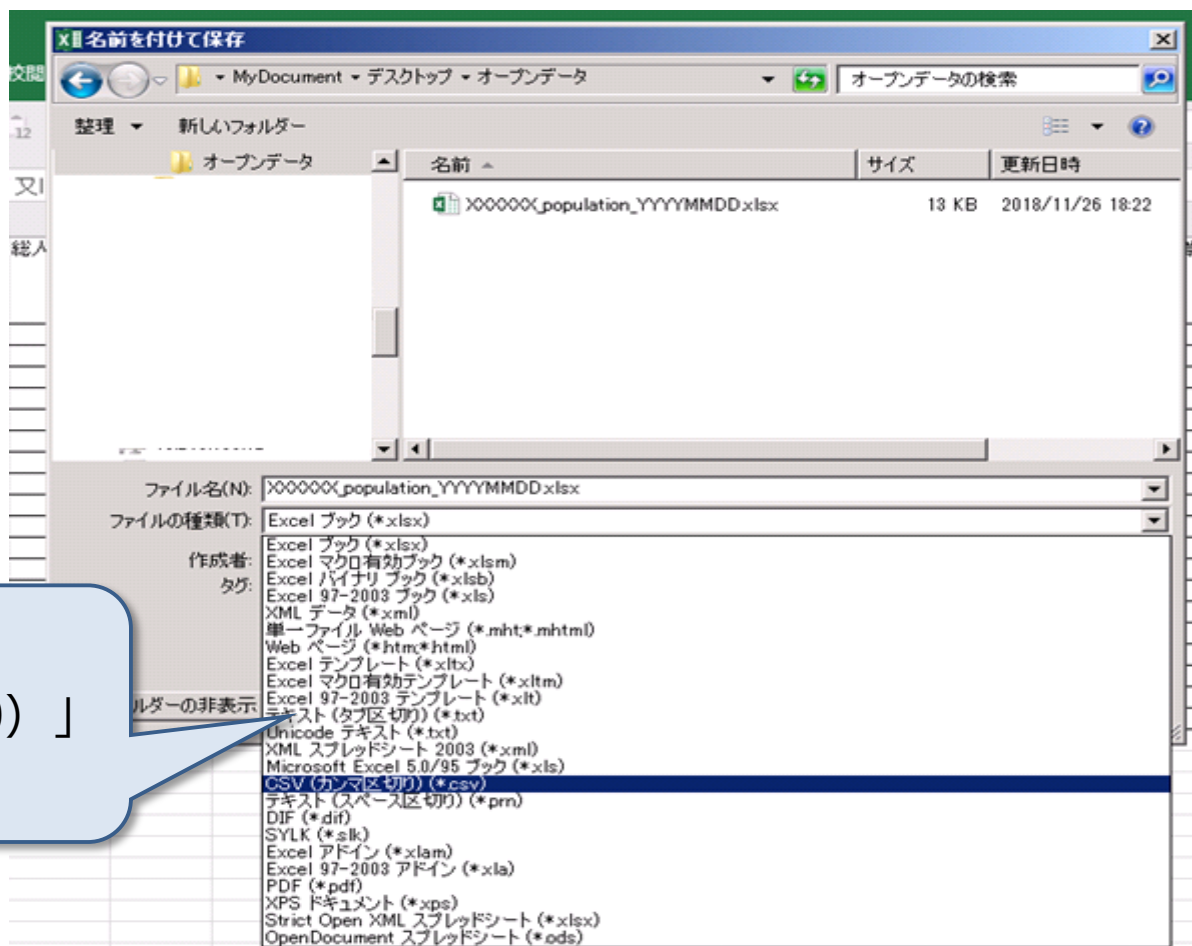 名前を付けて保存
校閲
MyDocument デスクトップ オープンデータ
オープンデータの検索
整理 新しいフォルダー
12
オープンデータ
名前 サイズ 更新日時
XXXXXX_population_YYYYMMDD.xlsx 13 KB 2018/11/26 18:22
総人
ファイル名(N): XXXXXX_population_YYYYMMDD.xlsx
ファイルの種類(T): Excel ブック (*.xlsx)
作成者:
タグ:
Excel ブック (*.xlsx)
Excel マクロ有効ブック (*.xlsm)
Excel バイナリ ブック (*.xlsb)
Excel 97-2003 ブック (*.xls)
XML データ (*.xml)
単一ファイル Web ページ (*.mht;*.mhtml)
Web ページ (*.htm;*.html)
Excel テンプレート (*.xltx)
Excel マクロ有効テンプレート (*.xltm)
Excel 97-2003 テンプレート (*.xlt)
テキスト (タブ区切り) (*.txt)
Unicode テキスト (*.txt)
XML スプレッドシート 2003 (*.xml)
Microsoft Excel 5.0/95 ブック (*.xls)
CSV (カンマ区切り) (*.csv)
テキスト (スペース区切り) (*.prn)
DIF (*.dif)
SYLK (*.slk)
Excel アドイン (*.xlam)
Excel 97-2003 アドイン (*.xla)
PDF (*.pdf)
XPS ドキュメント (*.xps)
Strict Open XML スプレッドシート (*.xlsx)
OpenDocument スプレッドシート (*.ods)
ルダーの非表示
)) 」